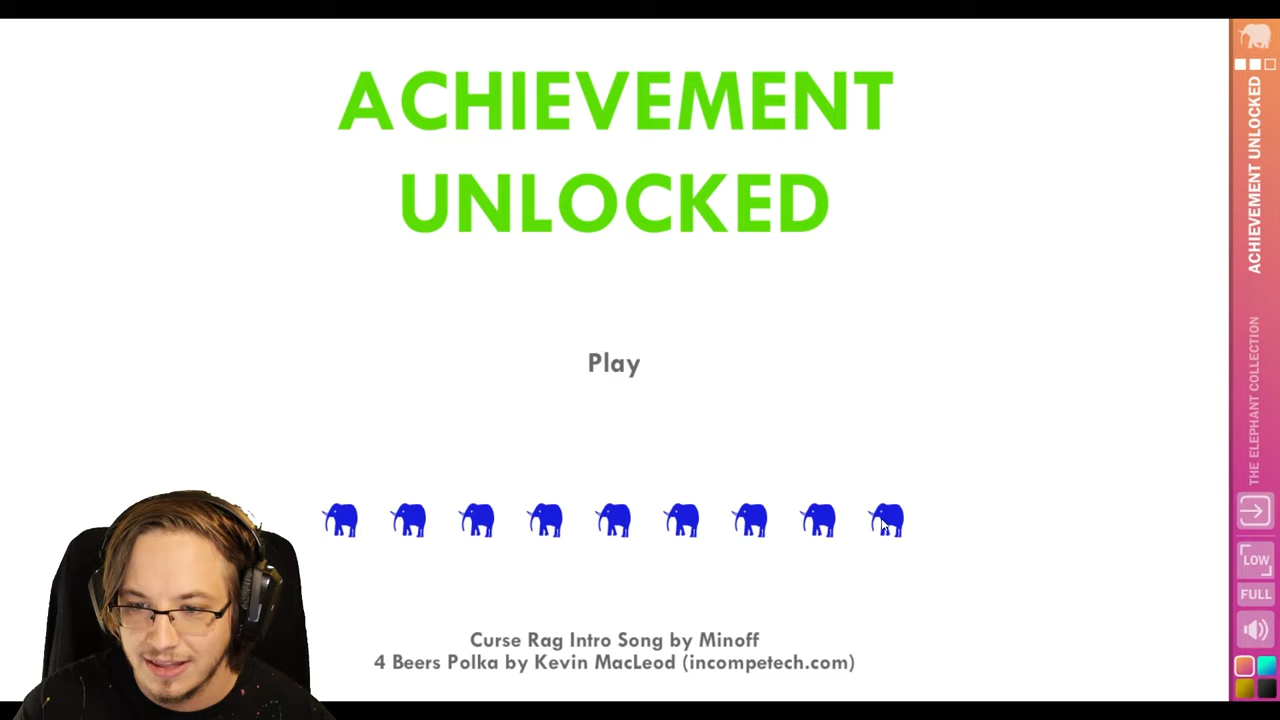 ACHIEVEMENT
UNLOCKED
Play
Curse Rag Intro Song by Minoff
4 Beers Polka by Kevin MacLeod (incompetech.com)
ACHIEVEMENT UNLOCKED
THE ELEPHANT COLLECTION
LOW
FULL